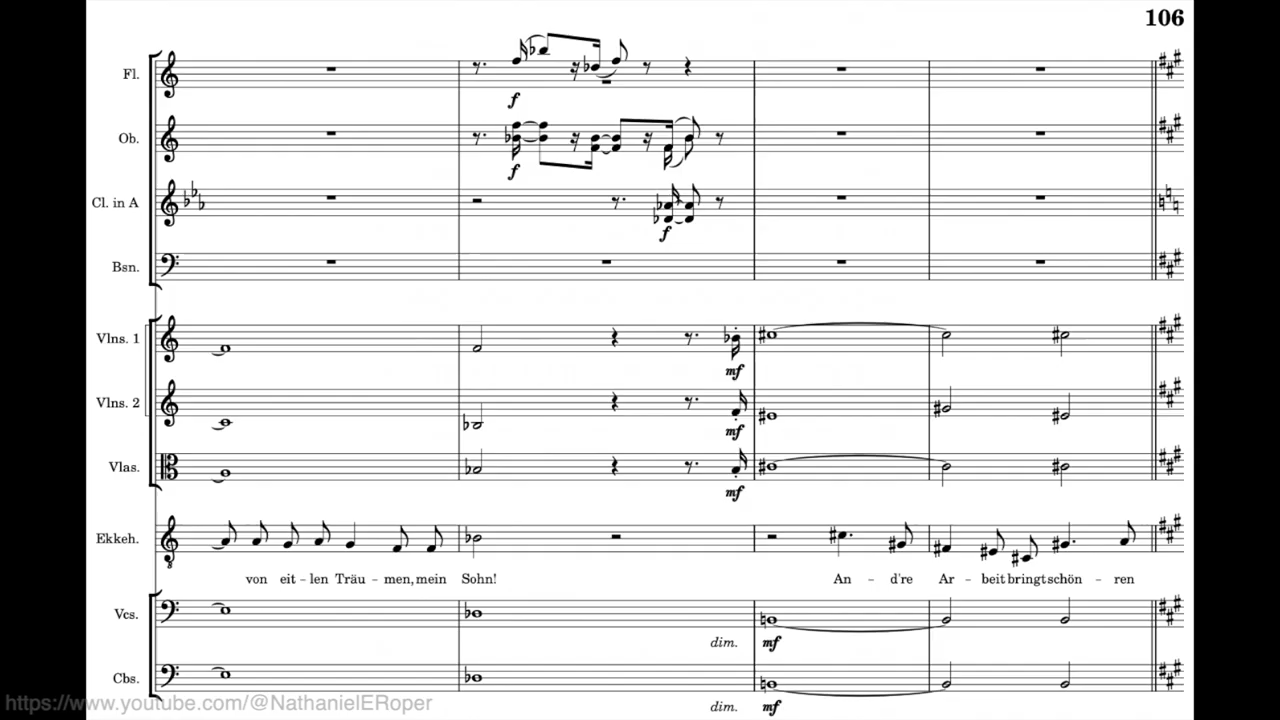 106
Fl.
f
Ob.
f
Cl. in A
f
Bsn.
Vlns. 1
mf
Vlns. 2
mf
Vlas.
mf
Ekkeh.
von eit – len Träu – men, mein Sohn! An – d're Ar – beit bringt schön – ren
Vcs.
dim. mf
Cbs.
dim. mf
https://www.youtube.com/@NathanielERoper